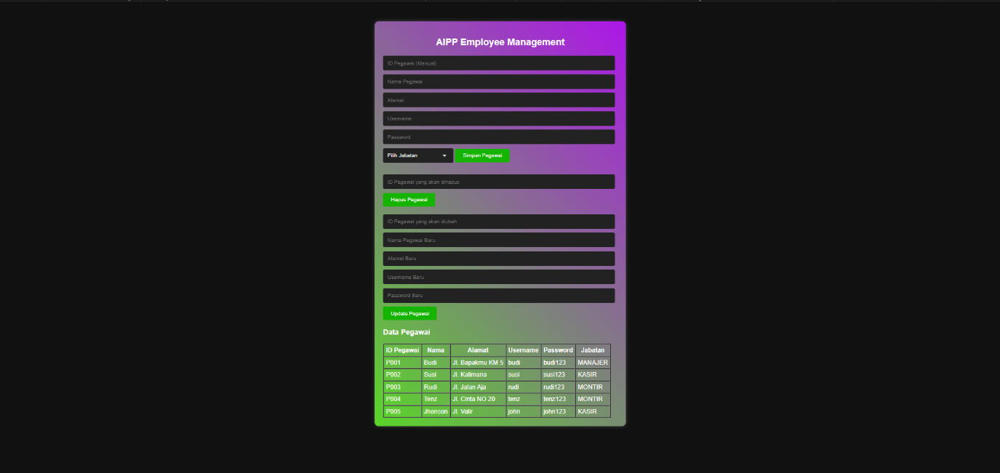 AIPP Employee Management
ID Pegawai (Manual)
Nama Pegawai
Alamat
Username
Password
Pilih Jabatan Simpan Pegawai
ID Pegawai yang akan dihapus
Hapus Pegawai
ID Pegawai yang akan diubah
Nama Pegawai Baru
Alamat Baru
Username Baru
Password Baru
Update Pegawai
Data Pegawai
ID Pegawai Nama Alamat Username Password Jabatan
P001 Budi Jl. Bapakmu KM 5 budi budi123 MANAJER
P002 Susi Jl. Kalimana susi susi123 KASIR
P003 Rudi Jl. Jalan Aja rudi rudi123 MONTIR
P004 Tenz Jl. Cinta NO 20 tenz tenz123 MONTIR
P005 Jhonson Jl. Valir john john123 KASIR